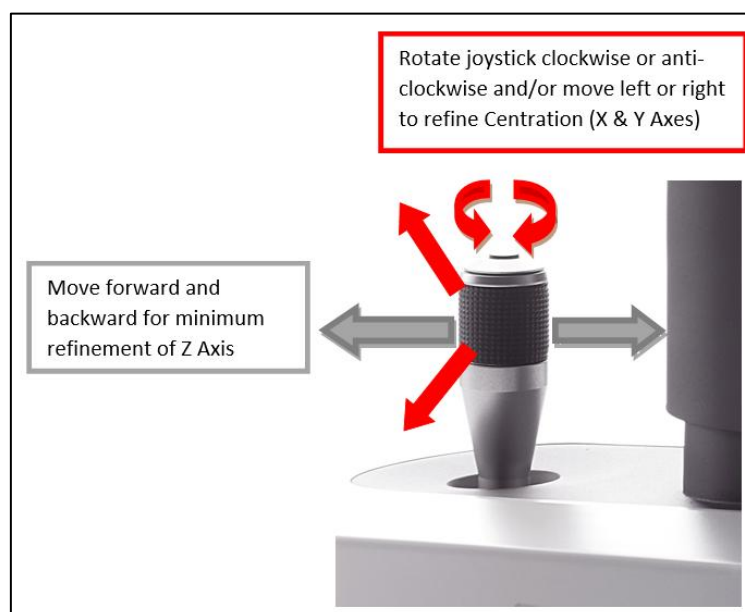 Rotate joystick clockwise or anti-
clockwise and/or move left or right
to refine Centration (X & Y Axes)
Move forward and
backward for minimum
refinement of Z Axis